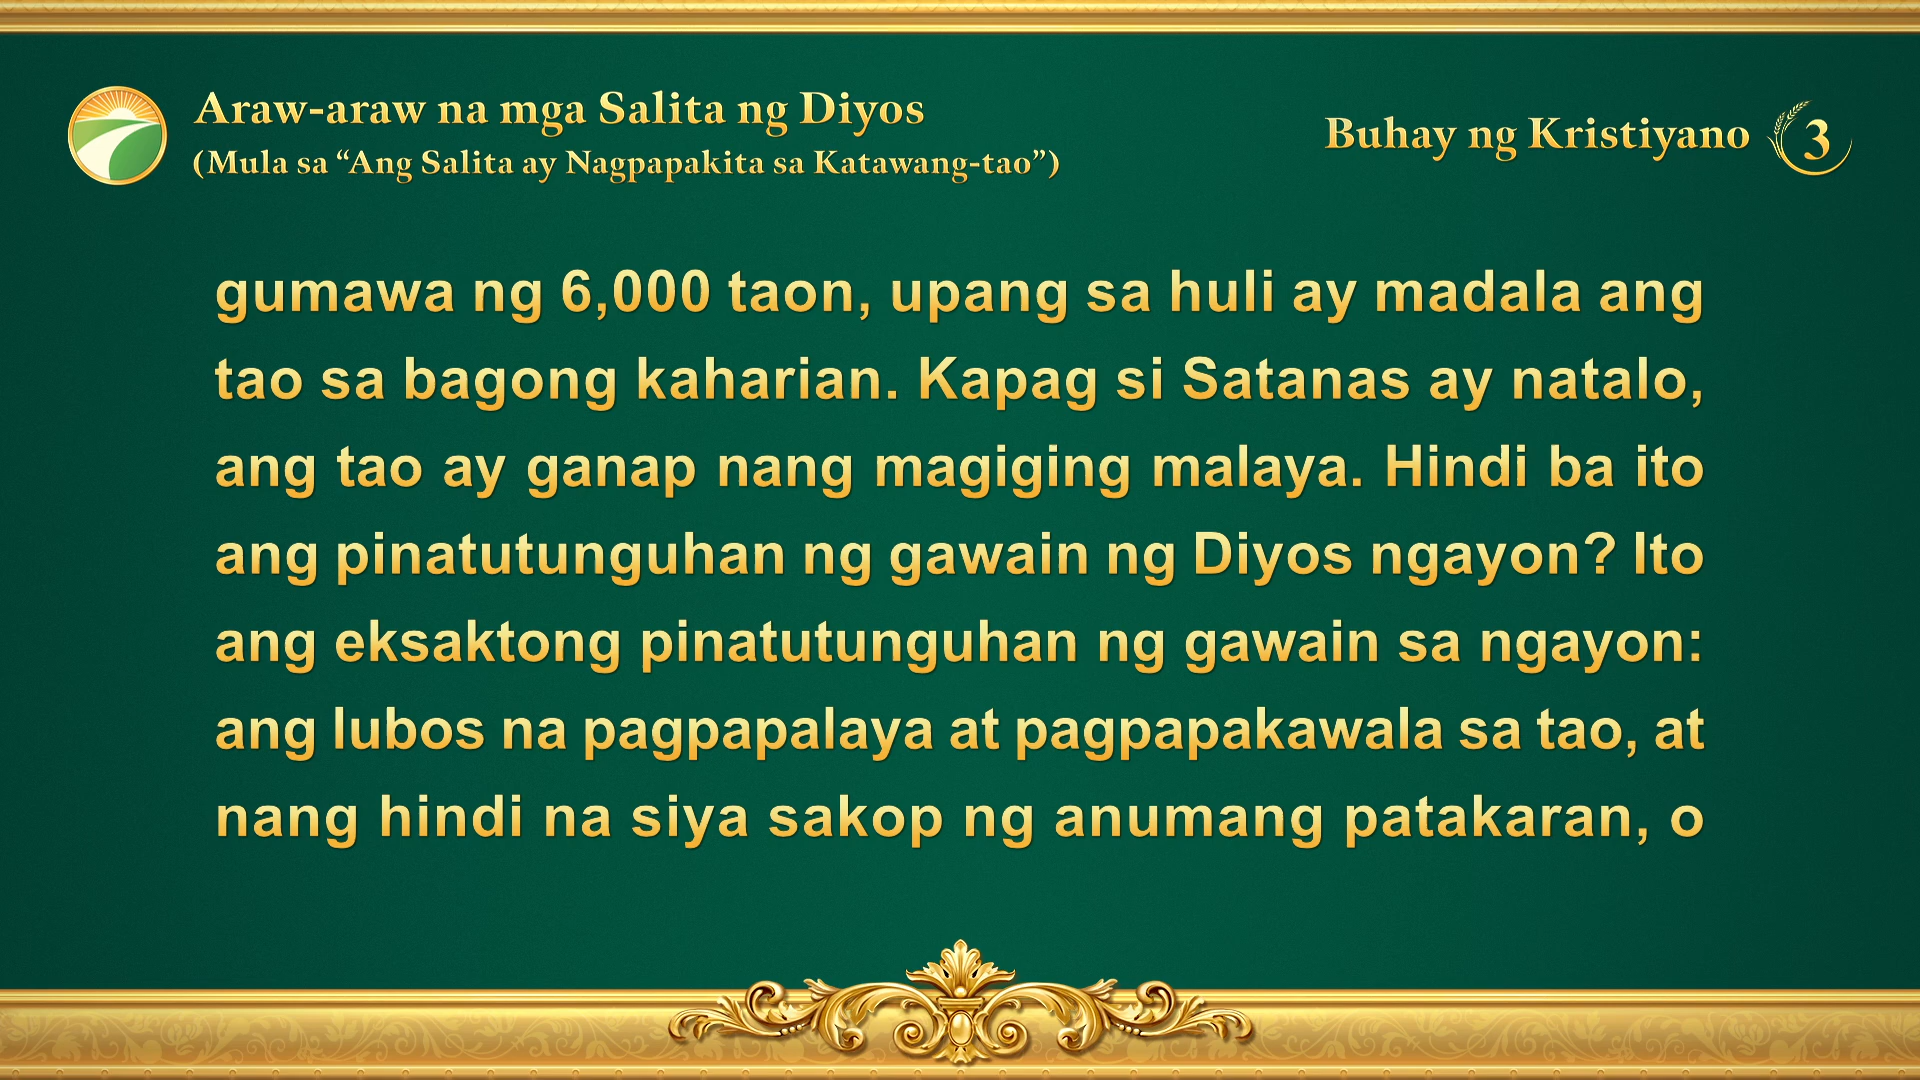 Araw-araw na mga Salita ng Diyos
(Mula sa “Ang Salita ay Nagpapakita sa Katawang-tao”)
Buhay ng Kristiyano 3
gumawa ng 6,000 taon, upang sa huli ay madala ang
tao sa bagong kaharian. Kapag si Satanas ay natalo,
ang tao ay ganap nang magiging malaya. Hindi ba ito
ang pinatutunguhan ng gawain ng Diyos ngayon? Ito
ang eksaktong pinatutunguhan ng gawain sa ngayon:
ang lubos na pagpapalaya at pagpapakawala sa tao, at
nang hindi na siya sakop ng anumang patakaran, o